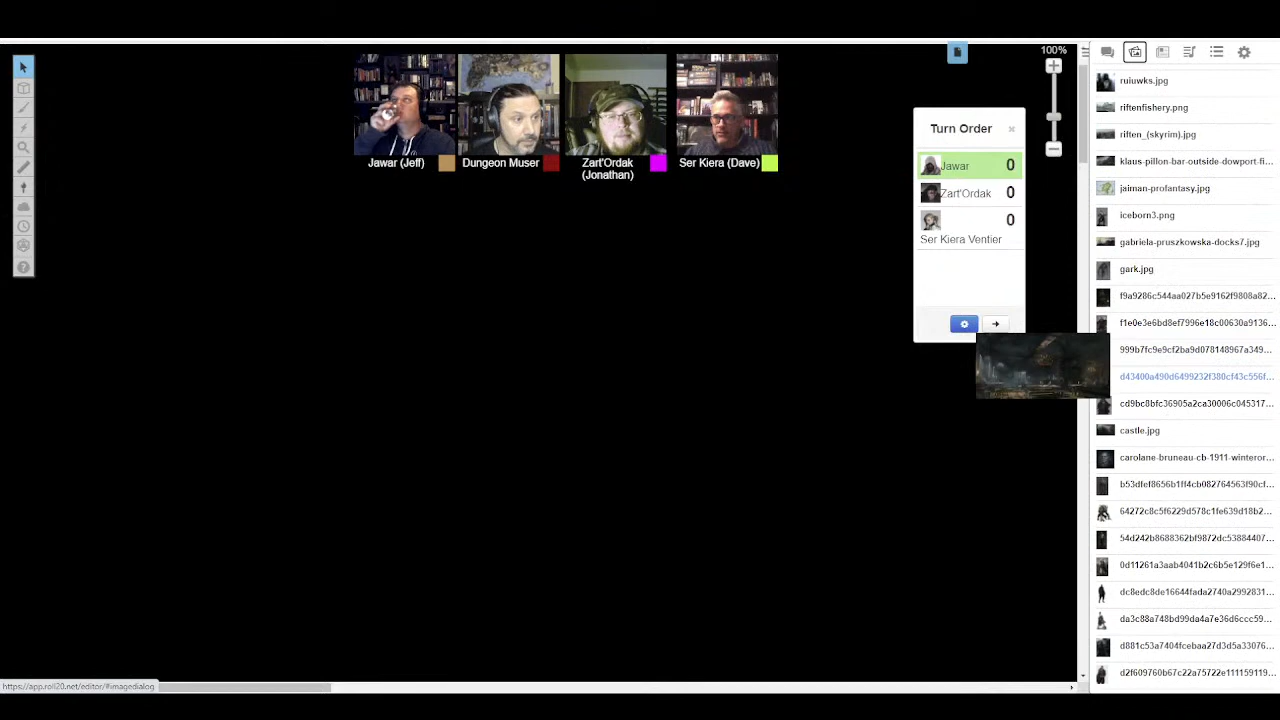 100%
Jawar (Jeff)
Dungeon Muser
Zart'Ordak
(Jonathan)
Ser Kiera (Dave)
Turn Order
Jawar 0
Zart'Ordak 0
0
Ser Kiera Ventier
ruiuwks.jpg
riftenfishery.png
riften_(skyrim).jpg
klaus-pillon-bar-outside-dowport-fi...
jaiman-profantasy.jpg
iceborn3.png
gabriela-pruszkowska-docks7.jpg
gark.jpg
f9a9286c544aa027b5e9162f9808a82...
f1e0e3e6bd8ef7996e18c00630a9136...
999b7fc9e9cf2ba9d078148967a349...
d43400a490d6499232f380cf43c556f...
cd9bc8bfc36905a2ca30006c045317...
castle.jpg
carolane-bruneau-cb-1911-winteror...
b53dfef8656b1ff4cb082764563f90cf...
64272c8c5f6229d578c1fe639d18b2...
54d242b8688362bf9872dc53884407...
0d11261a3aab4041b2c6b5e129f6e1...
dc8edc8de16644fada2740a2992831...
da3c88a748bd99da4a7e36d6ccc59...
d881c53a7404fcebaa27d3d5a33076...
d2f609760b67c22a75722e111159119...
https://app.roll20.net/editor/#imagedialog